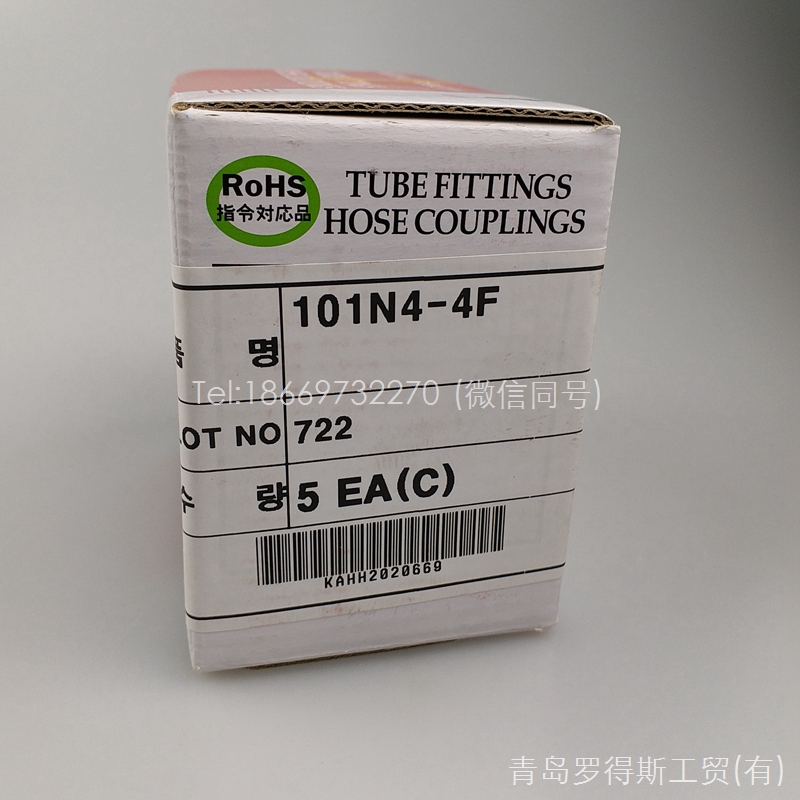 RoHS
指令対応品
TUBE FITTINGS
HOSE COUPLINGS
명 101N4-4F
Tel:18669732270 (微信同号)
OT NO 722
량 5 EA(C)
KAHH2020669
青岛罗得斯工贸(有)